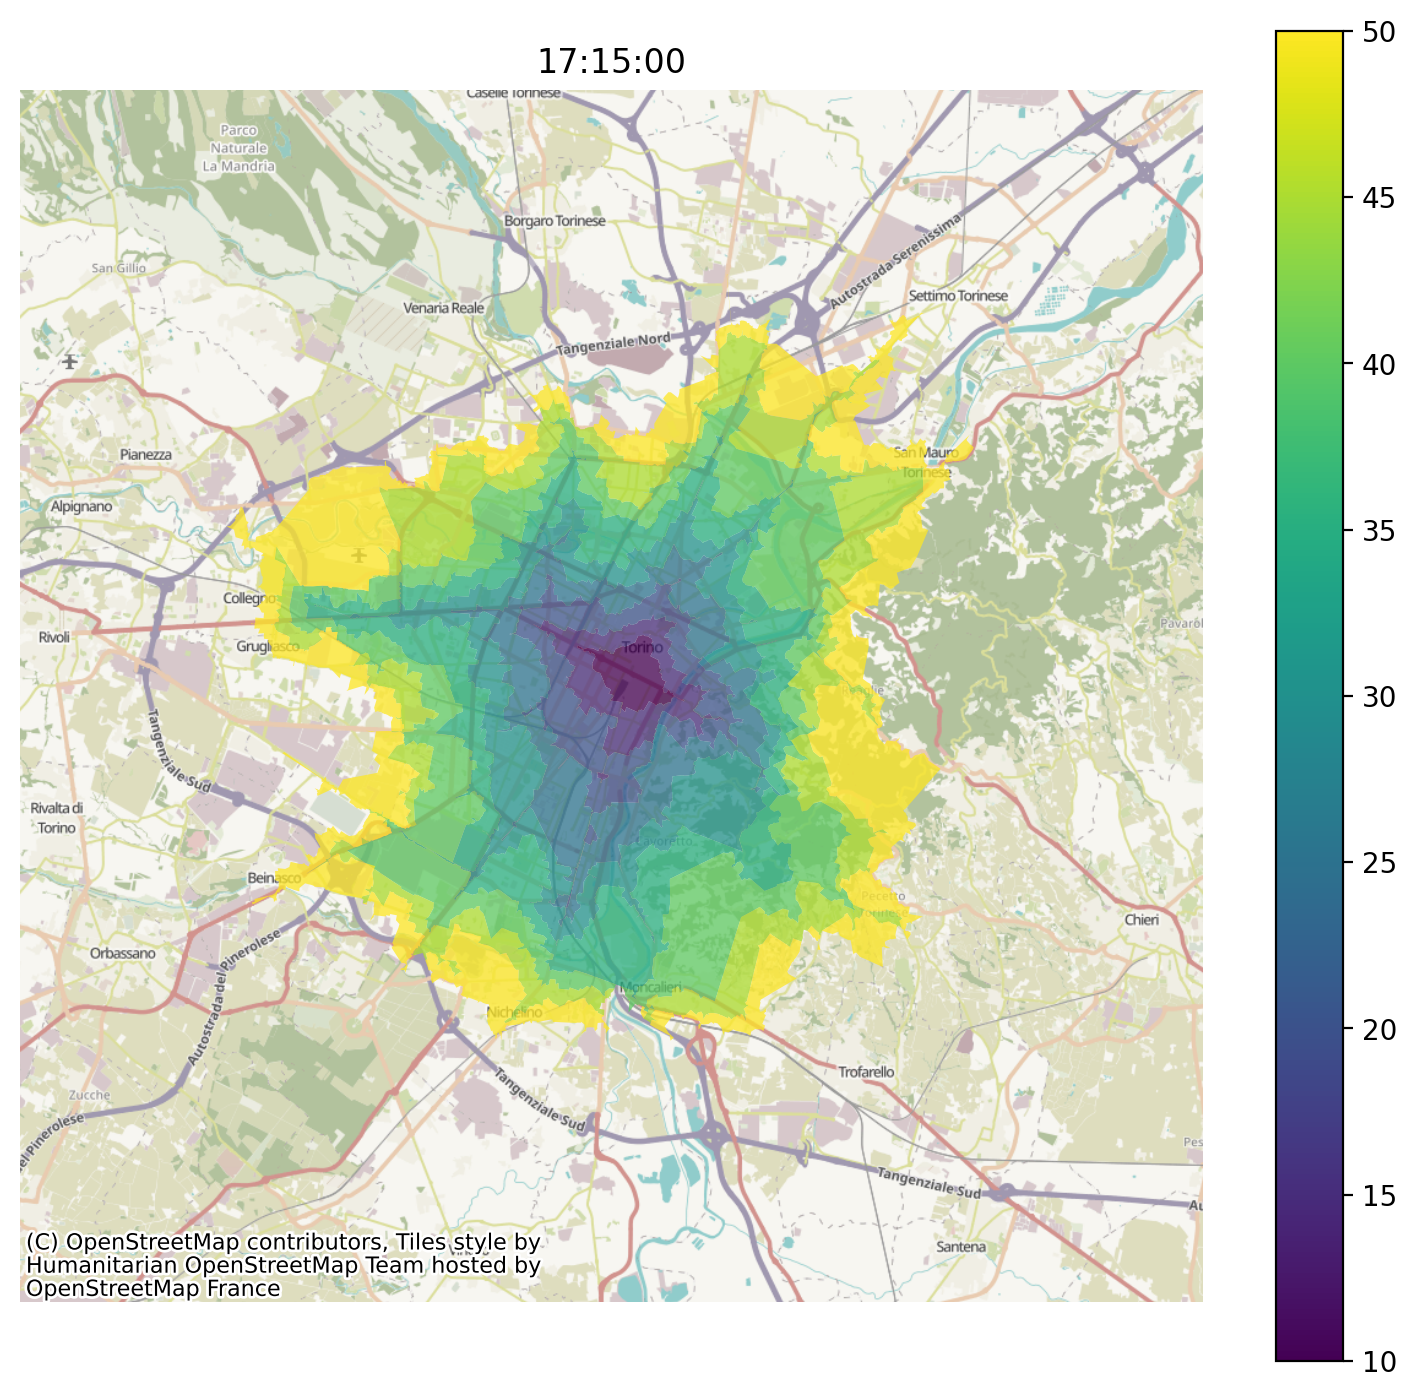 17:15:00
Caselle Torinese
Parco
Naturale
La Mandria
Borgaro Torinese
Autostrada Serenissima
San Gillio
Venaria Reale
Settimo Torinese
Tangenziale Nord
Pianezza
San Mauro
Torinese
Alpignano
Collegno
Rivoli
Grugliasco
Torino
Tangenziale Sud
Rivalta di
Torino
Cavoretto
Beinasco
Pecetto
Torinese
Chieri
Orbassano
Autostrada del Pinerolese
Moncalieri
Nichelino
Zucche
Trofarello
Tangenziale Sud
el Pinerolese
Pes
Tangenziale Sud
Au
Santena
(C) OpenStreetMap contributors, Tiles style by
Humanitarian OpenStreetMap Team hosted by
OpenStreetMap France
50
45
40
35
30
25
20
15
10